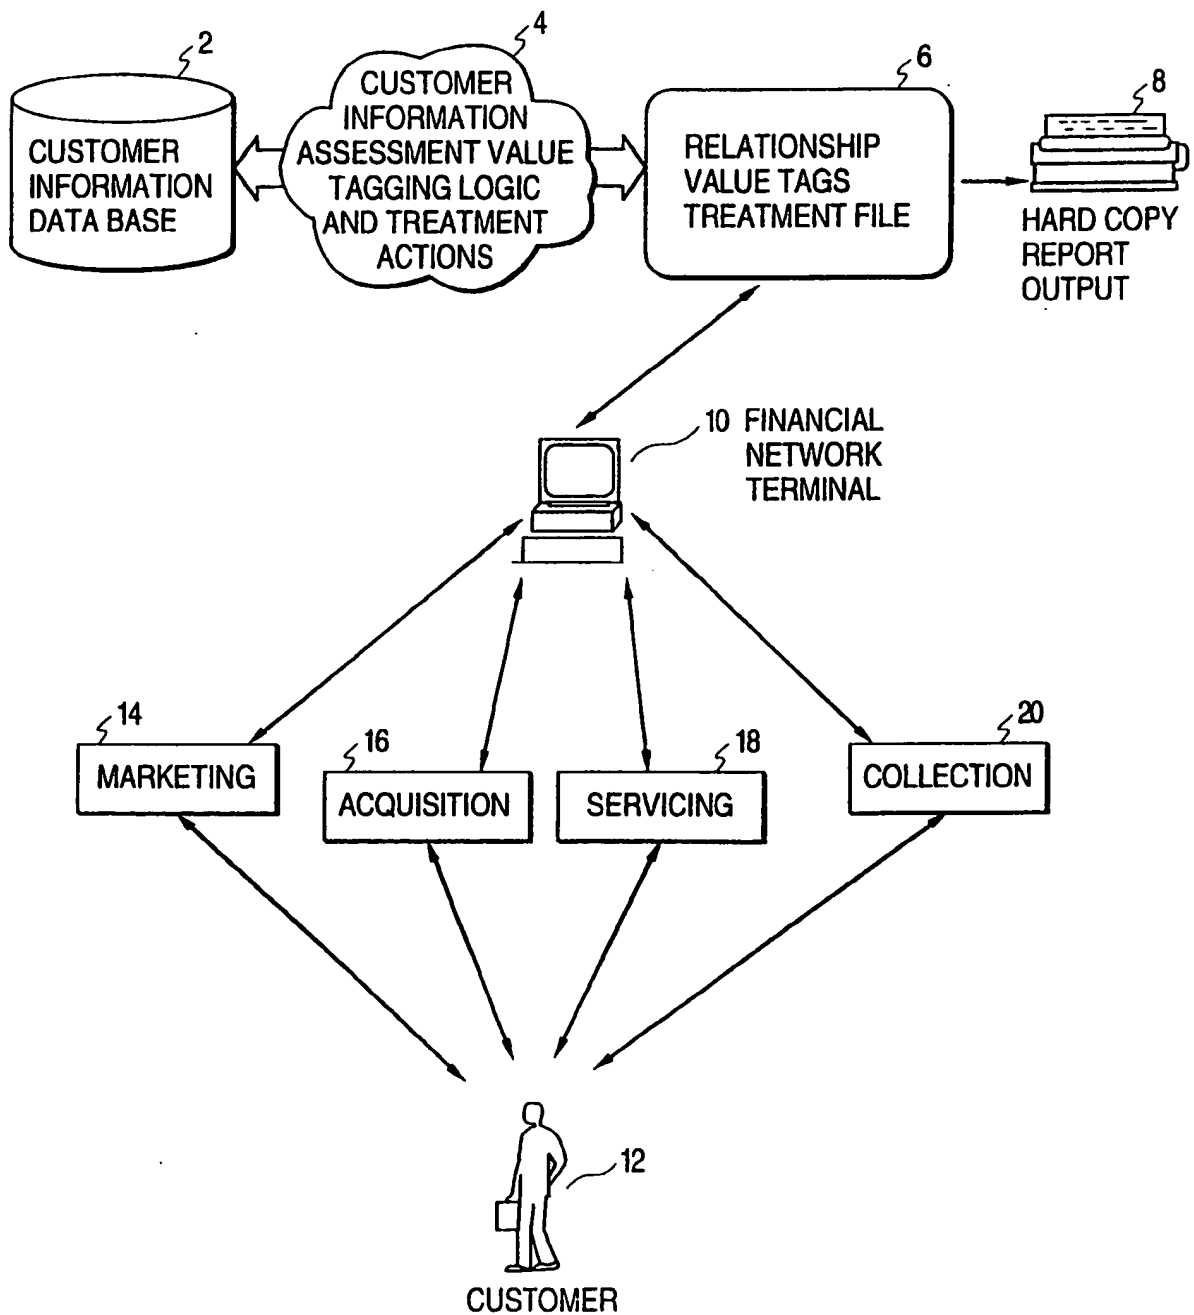 2
CUSTOMER
INFORMATION
DATA BASE
4
CUSTOMER
INFORMATION
ASSESSMENT VALUE
TAGGING LOGIC
AND TREATMENT
ACTIONS
6
RELATIONSHIP
VALUE TAGS
TREATMENT FILE
8
HARD COPY
REPORT
OUTPUT
10 FINANCIAL
NETWORK
TERMINAL
14
MARKETING
16
ACQUISITION
18
SERVICING
20
COLLECTION
12
CUSTOMER